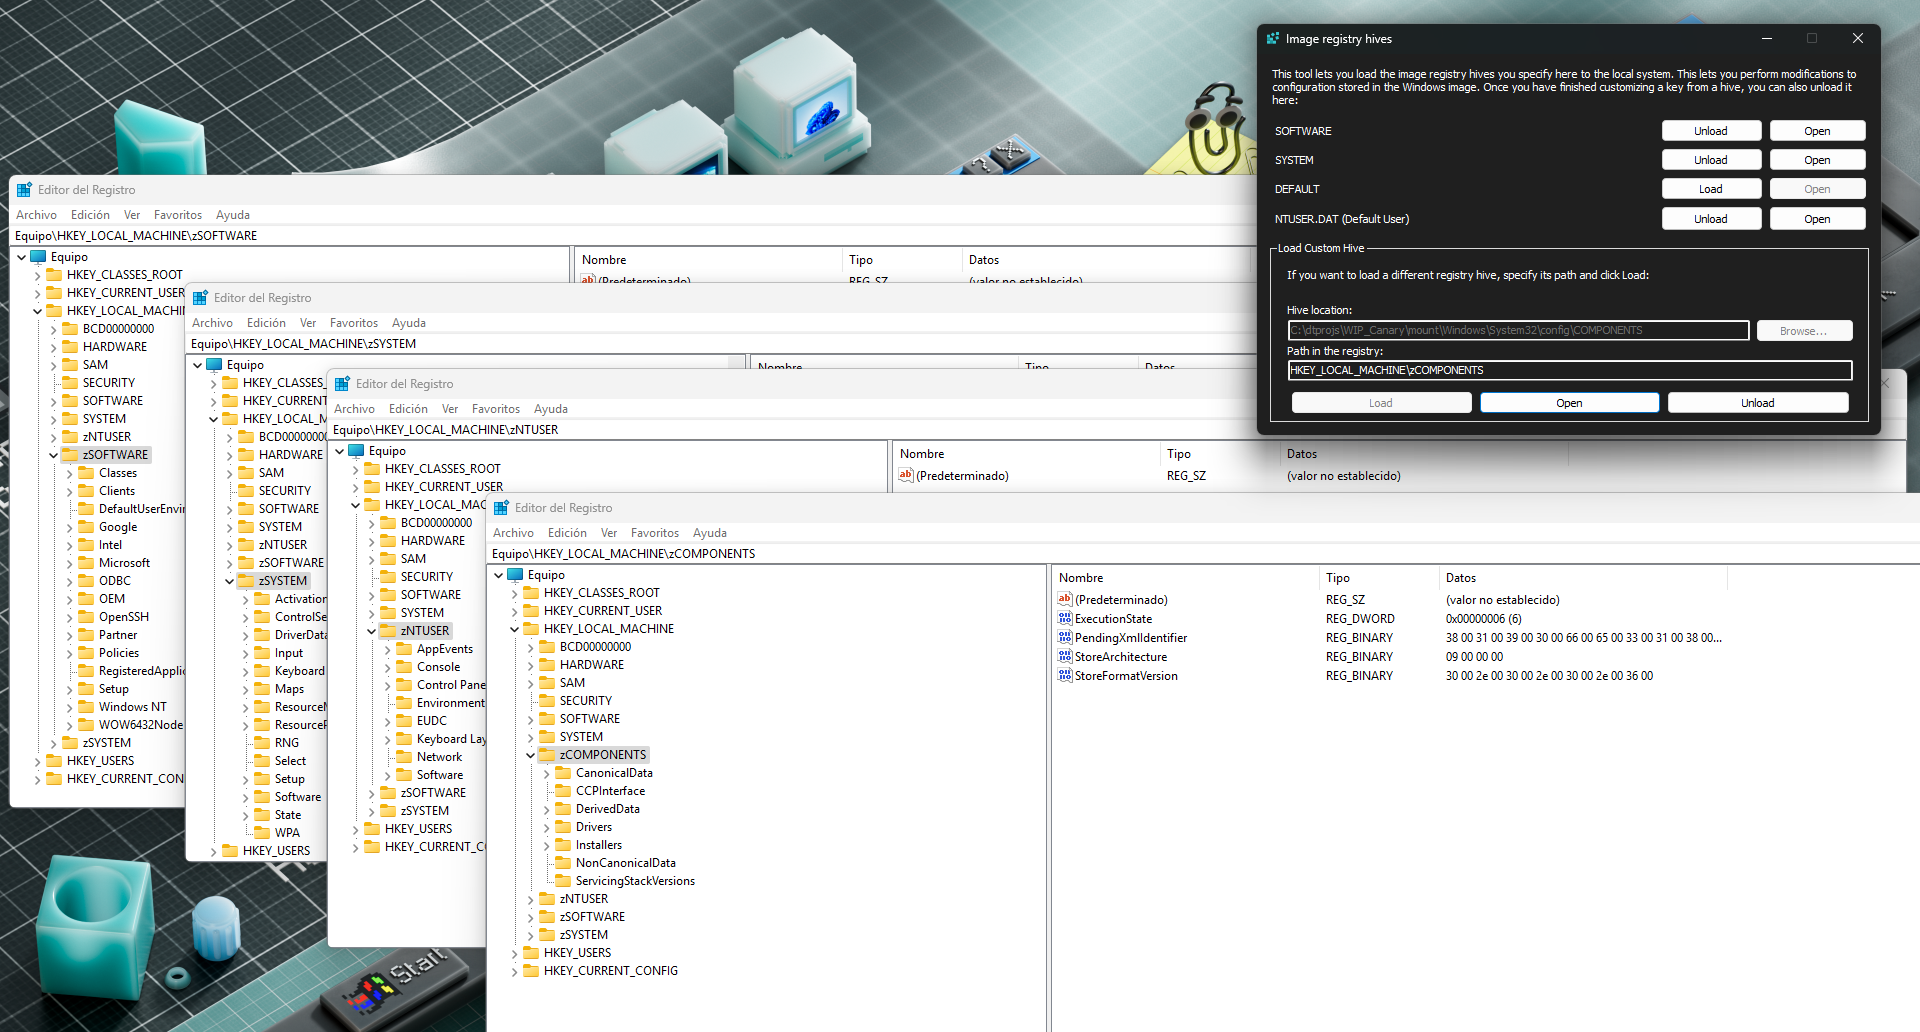 Image registry hives
This tool lets you load the image registry hives you specify here to the local system. This lets you perform modifications to
configuration stored in the Windows image. Once you have finished customizing a key from a hive, you can also unload it
here:
SOFTWARE Unload Open
SYSTEM Unload Open
DEFAULT Load Open
NTUSER.DAT (Default User) Unload Open
Load Custom Hive
If you want to load a different registry hive, specify its path and click Load:
Hive location:
C:\dtprojs\WIP_Canary\mount\Windows\System32\config\COMPONENTS Browse...
Path in the registry:
HKEY_LOCAL_MACHINE\zCOMPONENTS
Load Open Unload
Editor del Registro
Archivo Edición Ver Favoritos Ayuda
Equipo\HKEY_LOCAL_MACHINE\zSOFTWARE
Nombre Tipo Datos
(Predeterminado) REG_SZ (valor no establecido)
Equipo
HKEY_CLASSES_ROOT
HKEY_CURRENT_USER
HKEY_LOCAL_MACHI
BCD00000000
HARDWARE
SAM
SECURITY
SOFTWARE
SYSTEM
zNTUSER
zSOFTWARE
Classes
Clients
DefaultUserEnvir
Google
Intel
Microsoft
ODBC
OEM
OpenSSH
Partner
Policies
RegisteredApplic
Setup
Windows NT
WOW6432Node
zSYSTEM
HKEY_USERS
HKEY_CURRENT_CON
Editor del Registro
Archivo Edición Ver Favoritos Ayuda
Equipo\HKEY_LOCAL_MACHINE\zSYSTEM
Nombre Tipo Datos
Equipo
HKEY_CLASSES_
HKEY_CURRENT
HKEY_LOCAL_M
BCD00000000
HARDWARE
SAM
SECURITY
SOFTWARE
SYSTEM
zNTUSER
zSOFTWARE
zSYSTEM
Activation
ControlSe
DriverData
Input
Keyboard
Maps
ResourceM
ResourceP
RNG
Select
Setup
Software
State
WPA
HKEY_USERS
Editor del Registro
Archivo Edición Ver Favoritos Ayuda
Equipo\HKEY_LOCAL_MACHINE\zNTUSER
Nombre Tipo Datos
(Predeterminado) REG_SZ (valor no establecido)
Equipo
HKEY_CLASSES_ROOT
HKEY_CURRENT_USER
HKEY_LOCAL_MAC
BCD00000000
HARDWARE
SAM
SECURITY
SOFTWARE
SYSTEM
zNTUSER
AppEvents
Console
Control Pane
Environment
EUDC
Keyboard Lay
Network
Software
zSOFTWARE
zSYSTEM
HKEY_USERS
HKEY_CURRENT_CO
Editor del Registro
Archivo Edición Ver Favoritos Ayuda
Equipo\HKEY_LOCAL_MACHINE\zCOMPONENTS
Equipo
HKEY_CLASSES_ROOT
HKEY_CURRENT_USER
HKEY_LOCAL_MACHINE
BCD00000000
HARDWARE
SAM
SECURITY
SOFTWARE
SYSTEM
zCOMPONENTS
CanonicalData
CCPInterface
DerivedData
Drivers
Installers
NonCanonicalData
ServicingStackVersions
zNTUSER
zSOFTWARE
zSYSTEM
HKEY_USERS
HKEY_CURRENT_CONFIG
Nombre Tipo Datos
(Predeterminado) REG_SZ (valor no establecido)
ExecutionState REG_DWORD 0x00000006 (6)
PendingXmlIdentifier REG_BINARY 38 00 31 00 39 00 30 00 66 00 65 00 33 00 31 00 38 00...
StoreArchitecture REG_BINARY 09 00 00 00
StoreFormatVersion REG_BINARY 30 00 2e 00 30 00 2e 00 30 00 2e 00 36 00
Start